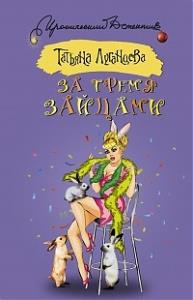 Иронический Детектив
Татьяна Луганцева
ЗА ТРЕМЯ
ЗАЙЦАМИ